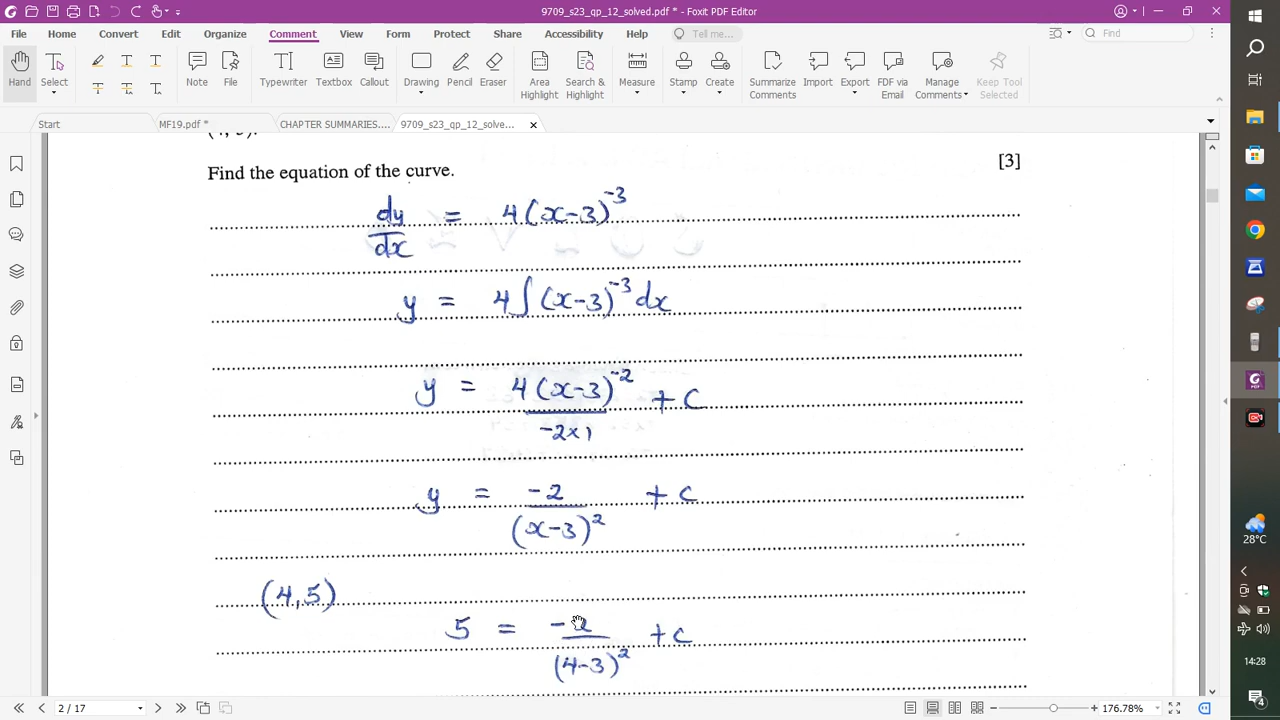 9709_s23_qp_12_solved.pdf * - Foxit PDF Editor
File Home Convert Edit Organize Comment View Form Protect Share Accessibility Help Tell me... Find
Hand Select Note File Typewriter Textbox Callout Drawing Pencil Eraser Area Highlight Search & Highlight Measure Stamp Create Summarize Comments Import Export FDF via Email Manage Comments Keep Tool Selected
Start MF19.pdf * CHAPTER SUMMARIES.... 9709_s23_qp_12_solve...
(4, 5).
Find the equation of the curve. [3]
dy/dx = 4(x-3)^-3
y = 4∫(x-3)^-3 dx
y = 4(x-3)^-2 / -2x1 + C
y = -2/(x-3)^2 + C
(4,5)
5 = -2/(4-3)^2 + C
28°C
14:28
4
2 / 17 176.78%